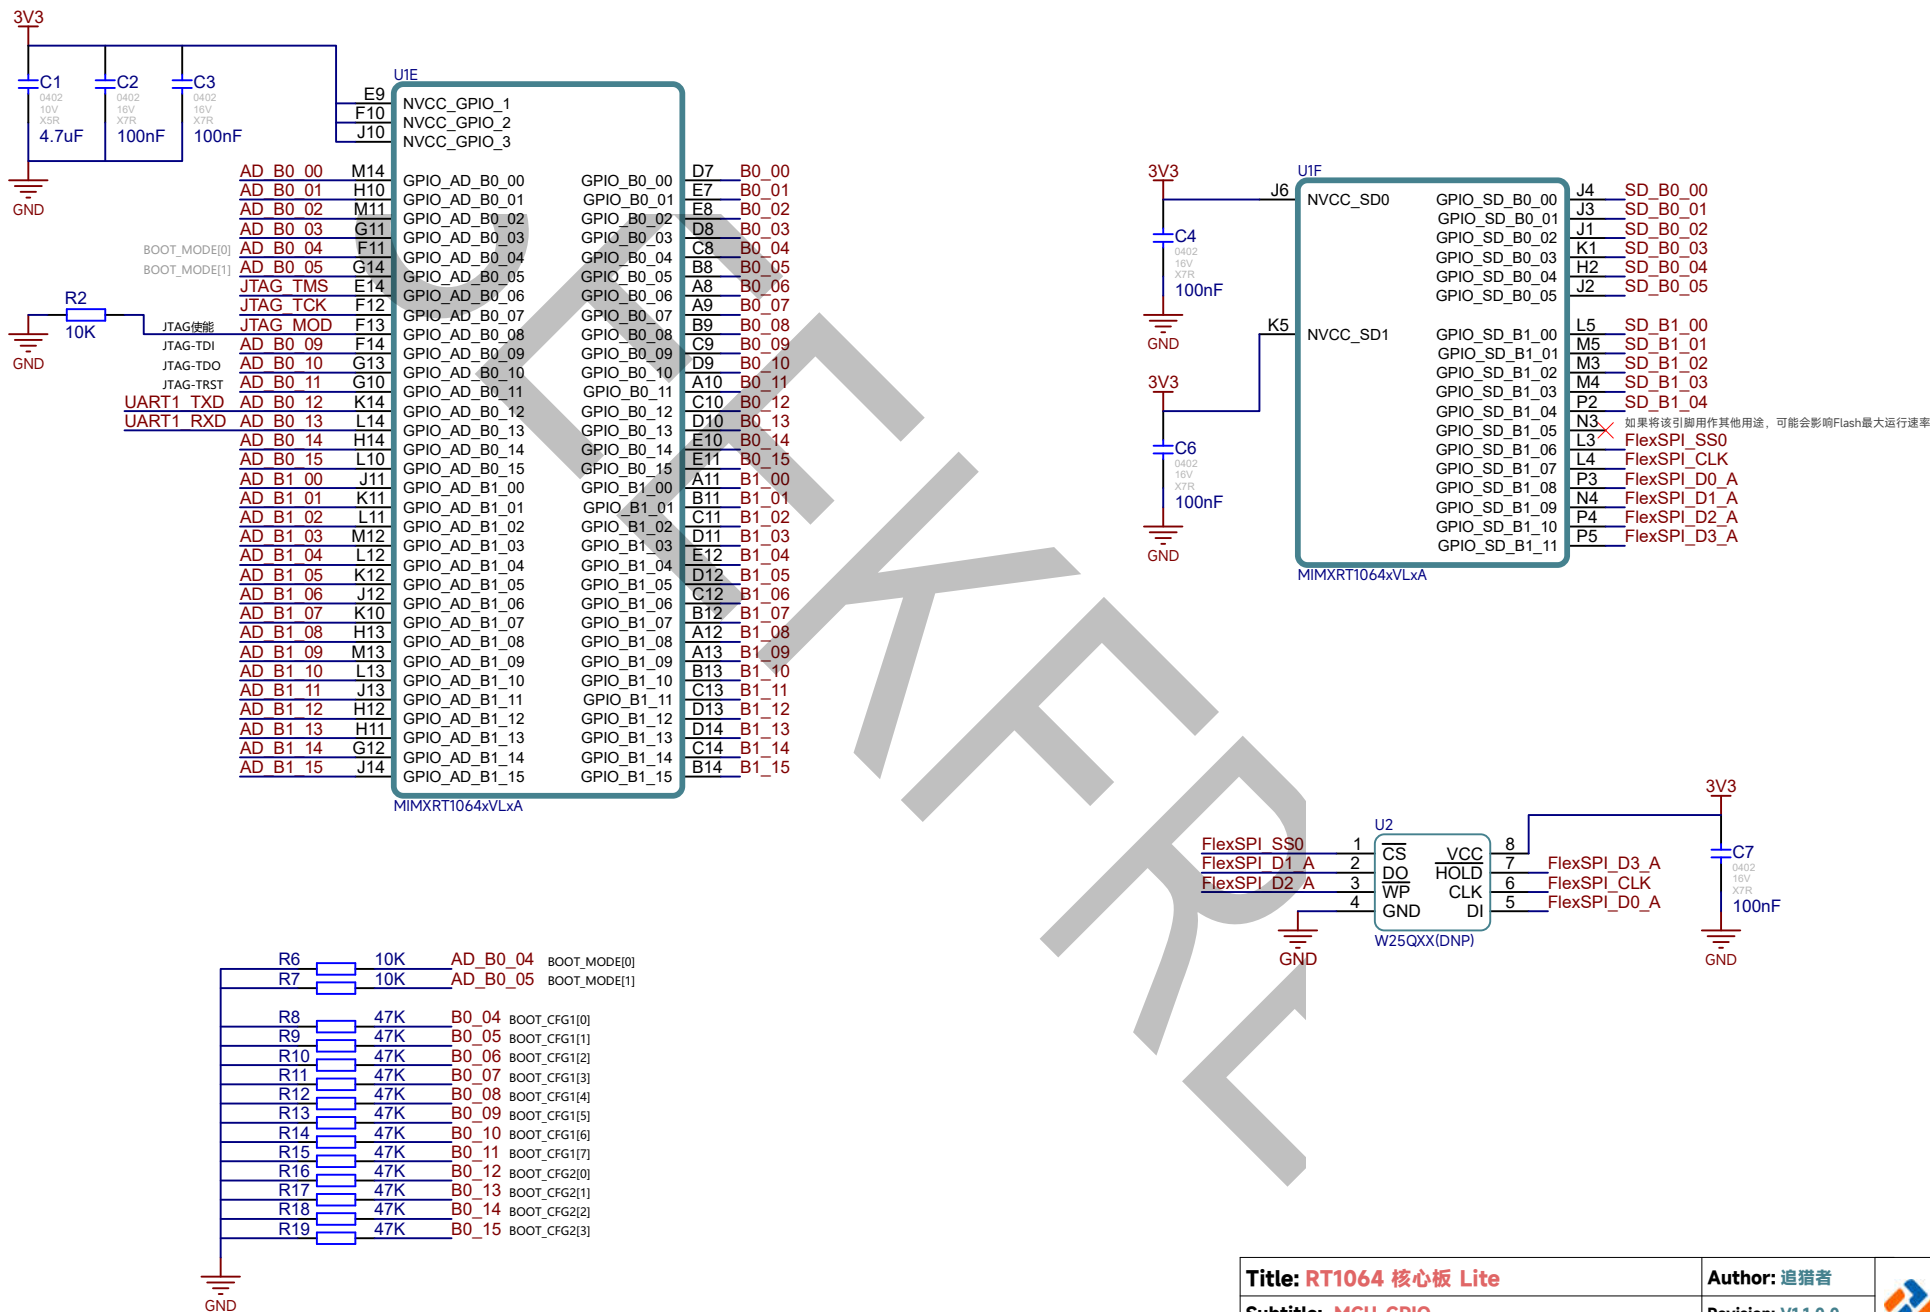 3V3
C1
0402
10V
X5R
4.7uF
C2
0402
16V
X7R
100nF
C3
0402
16V
X7R
100nF
GND
U1E
E9 NVCC_GPIO_1
F10 NVCC_GPIO_2
J10 NVCC_GPIO_3
AD_B0_00 M14 GPIO_AD_B0_00 GPIO_B0_00 D7 B0_00
AD_B0_01 H10 GPIO_AD_B0_01 GPIO_B0_01 E7 B0_01
AD_B0_02 M11 GPIO_AD_B0_02 GPIO_B0_02 E8 B0_02
AD_B0_03 G11 GPIO_AD_B0_03 GPIO_B0_03 D8 B0_03
BOOT_MODE[0] AD_B0_04 F11 GPIO_AD_B0_04 GPIO_B0_04 C8 B0_04
BOOT_MODE[1] AD_B0_05 G14 GPIO_AD_B0_05 GPIO_B0_05 B8 B0_05
JTAG_TMS E14 GPIO_AD_B0_06 GPIO_B0_06 A8 B0_06
JTAG_TCK F12 GPIO_AD_B0_07 GPIO_B0_07 A9 B0_07
JTAG使能 JTAG_MOD F13 GPIO_AD_B0_08 GPIO_B0_08 B9 B0_08
JTAG-TDI AD_B0_09 F14 GPIO_AD_B0_09 GPIO_B0_09 C9 B0_09
JTAG-TDO AD_B0_10 G13 GPIO_AD_B0_10 GPIO_B0_10 D9 B0_10
JTAG-TRST AD_B0_11 G10 GPIO_AD_B0_11 GPIO_B0_11 A10 B0_11
UART1_TXD AD_B0_12 K14 GPIO_AD_B0_12 GPIO_B0_12 C10 B0_12
UART1_RXD AD_B0_13 L14 GPIO_AD_B0_13 GPIO_B0_13 D10 B0_13
AD_B0_14 H14 GPIO_AD_B0_14 GPIO_B0_14 E10 B0_14
AD_B0_15 L10 GPIO_AD_B0_15 GPIO_B0_15 E11 B0_15
AD_B1_00 J11 GPIO_AD_B1_00 GPIO_B1_00 A11 B1_00
AD_B1_01 K11 GPIO_AD_B1_01 GPIO_B1_01 B11 B1_01
AD_B1_02 L11 GPIO_AD_B1_02 GPIO_B1_02 C11 B1_02
AD_B1_03 M12 GPIO_AD_B1_03 GPIO_B1_03 D11 B1_03
AD_B1_04 L12 GPIO_AD_B1_04 GPIO_B1_04 E12 B1_04
AD_B1_05 K12 GPIO_AD_B1_05 GPIO_B1_05 D12 B1_05
AD_B1_06 J12 GPIO_AD_B1_06 GPIO_B1_06 C12 B1_06
AD_B1_07 K10 GPIO_AD_B1_07 GPIO_B1_07 B12 B1_07
AD_B1_08 H13 GPIO_AD_B1_08 GPIO_B1_08 A12 B1_08
AD_B1_09 M13 GPIO_AD_B1_09 GPIO_B1_09 A13 B1_09
AD_B1_10 L13 GPIO_AD_B1_10 GPIO_B1_10 B13 B1_10
AD_B1_11 J13 GPIO_AD_B1_11 GPIO_B1_11 C13 B1_11
AD_B1_12 H12 GPIO_AD_B1_12 GPIO_B1_12 D13 B1_12
AD_B1_13 H11 GPIO_AD_B1_13 GPIO_B1_13 D14 B1_13
AD_B1_14 G12 GPIO_AD_B1_14 GPIO_B1_14 C14 B1_14
AD_B1_15 J14 GPIO_AD_B1_15 GPIO_B1_15 B14 B1_15
MIMXRT1064xVLxA
R2
10K
GND
3V3
C4
0402
16V
X7R
100nF
GND
3V3
C6
0402
16V
X7R
100nF
GND
U1F
J6 NVCC_SD0 GPIO_SD_B0_00 J4 SD_B0_00
GPIO_SD_B0_01 J3 SD_B0_01
GPIO_SD_B0_02 J1 SD_B0_02
GPIO_SD_B0_03 K1 SD_B0_03
GPIO_SD_B0_04 H2 SD_B0_04
GPIO_SD_B0_05 J2 SD_B0_05
K5 NVCC_SD1 GPIO_SD_B1_00 L5 SD_B1_00
GPIO_SD_B1_01 M5 SD_B1_01
GPIO_SD_B1_02 M3 SD_B1_02
GPIO_SD_B1_03 M4 SD_B1_03
GPIO_SD_B1_04 P2 SD_B1_04
GPIO_SD_B1_05 N3 如果将该引脚用作其他用途，可能会影响Flash最大运行速率
GPIO_SD_B1_06 L3 FlexSPI_SS0
GPIO_SD_B1_07 L4 FlexSPI_CLK
GPIO_SD_B1_08 P3 FlexSPI_D0_A
GPIO_SD_B1_09 N4 FlexSPI_D1_A
GPIO_SD_B1_10 P4 FlexSPI_D2_A
GPIO_SD_B1_11 P5 FlexSPI_D3_A
MIMXRT1064xVLxA
U2
FlexSPI_SS0 1 CS VCC 8
FlexSPI_D1_A 2 DO HOLD 7 FlexSPI_D3_A
FlexSPI_D2_A 3 WP CLK 6 FlexSPI_CLK
4 GND DI 5 FlexSPI_D0_A
W25QXX(DNP)
GND
3V3
C7
0402
16V
X7R
100nF
GND
R6 10K AD_B0_04 BOOT_MODE[0]
R7 10K AD_B0_05 BOOT_MODE[1]
R8 47K B0_04 BOOT_CFG1[0]
R9 47K B0_05 BOOT_CFG1[1]
R10 47K B0_06 BOOT_CFG1[2]
R11 47K B0_07 BOOT_CFG1[3]
R12 47K B0_08 BOOT_CFG1[4]
R13 47K B0_09 BOOT_CFG1[5]
R14 47K B0_10 BOOT_CFG1[6]
R15 47K B0_11 BOOT_CFG1[7]
R16 47K B0_12 BOOT_CFG2[0]
R17 47K B0_13 BOOT_CFG2[1]
R18 47K B0_14 BOOT_CFG2[2]
R19 47K B0_15 BOOT_CFG2[3]
GND
Title: RT1064 核心板 Lite
Author: 追猎者
Subtitle: MCU GPIO